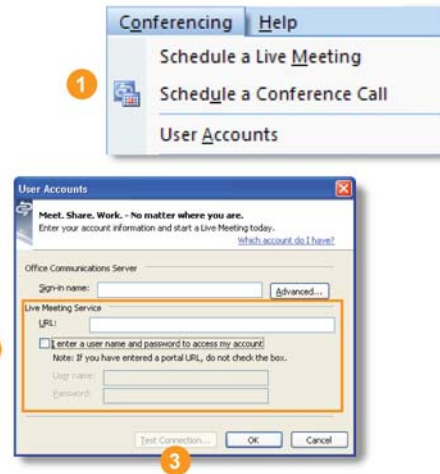 Conferencing Help
Schedule a Live Meeting
1
Schedule a Conference Call
User Accounts
User Accounts
Meet. Share. Work. - No matter where you are.
Enter your account information and start a Live Meeting today.
Which account do I have?
Office Communications Server
Sign-in name:
Advanced...
Live Meeting Service
URL:
I enter a user name and password to access my account
Note: If you have entered a portal URL, do not check the box.
User name:
Password:
Test Connection...
OK
Cancel
3